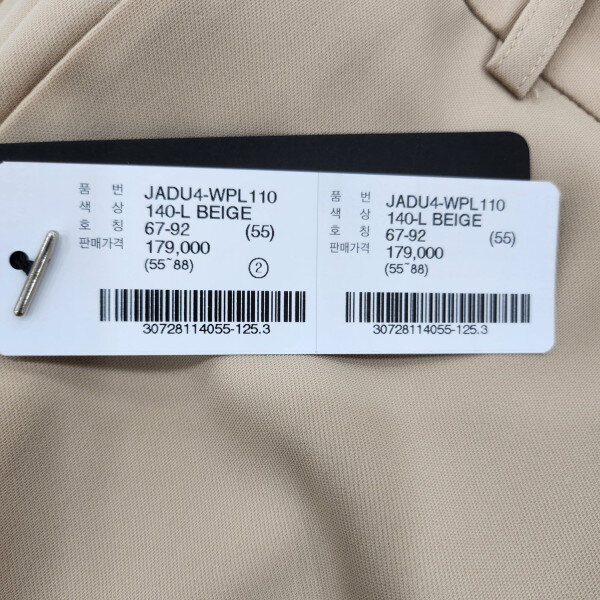 품 번 JADU4-WPL110
색 상 140-L BEIGE
호 칭 67-92 (55)
판매가격 179,000
(55~88) ②
30728114055-125.3
품 번 JADU4-WPL110
색 상 140-L BEIGE
호 칭 67-92 (55)
판매가격 179,000
(55~88)
30728114055-125.3